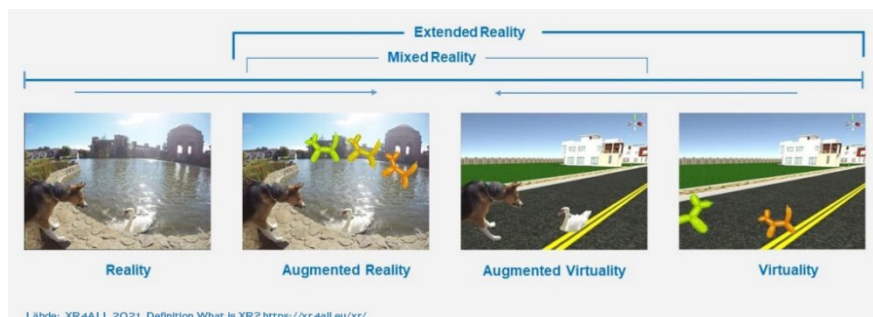 Extended Reality
Mixed Reality
Reality
Augmented Reality
Augmented Virtuality
Virtuality
Lähde: XR4ALL 2021. Definition What is XR? https://xr4all.eu/xr/